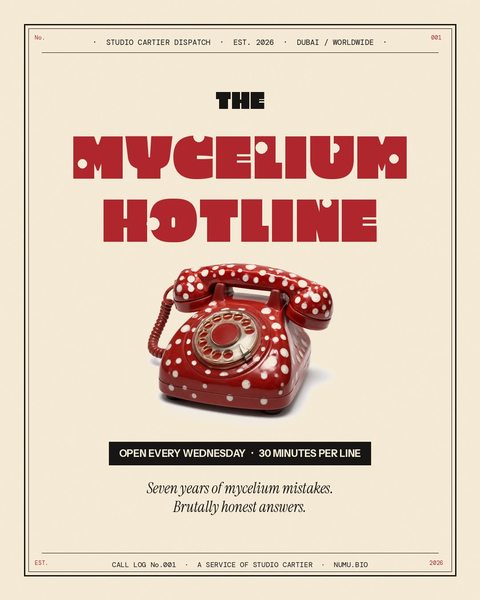 No.
· STUDIO CARTIER DISPATCH · EST. 2026 · DUBAI / WORLDWIDE ·
001
THE
MYCELIUM
HOTLINE
OPEN EVERY WEDNESDAY · 30 MINUTES PER LINE
Seven years of mycelium mistakes.
Brutally honest answers.
EST.
CALL LOG No.001 · A SERVICE OF STUDIO CARTIER · NUMU.BIO
2026